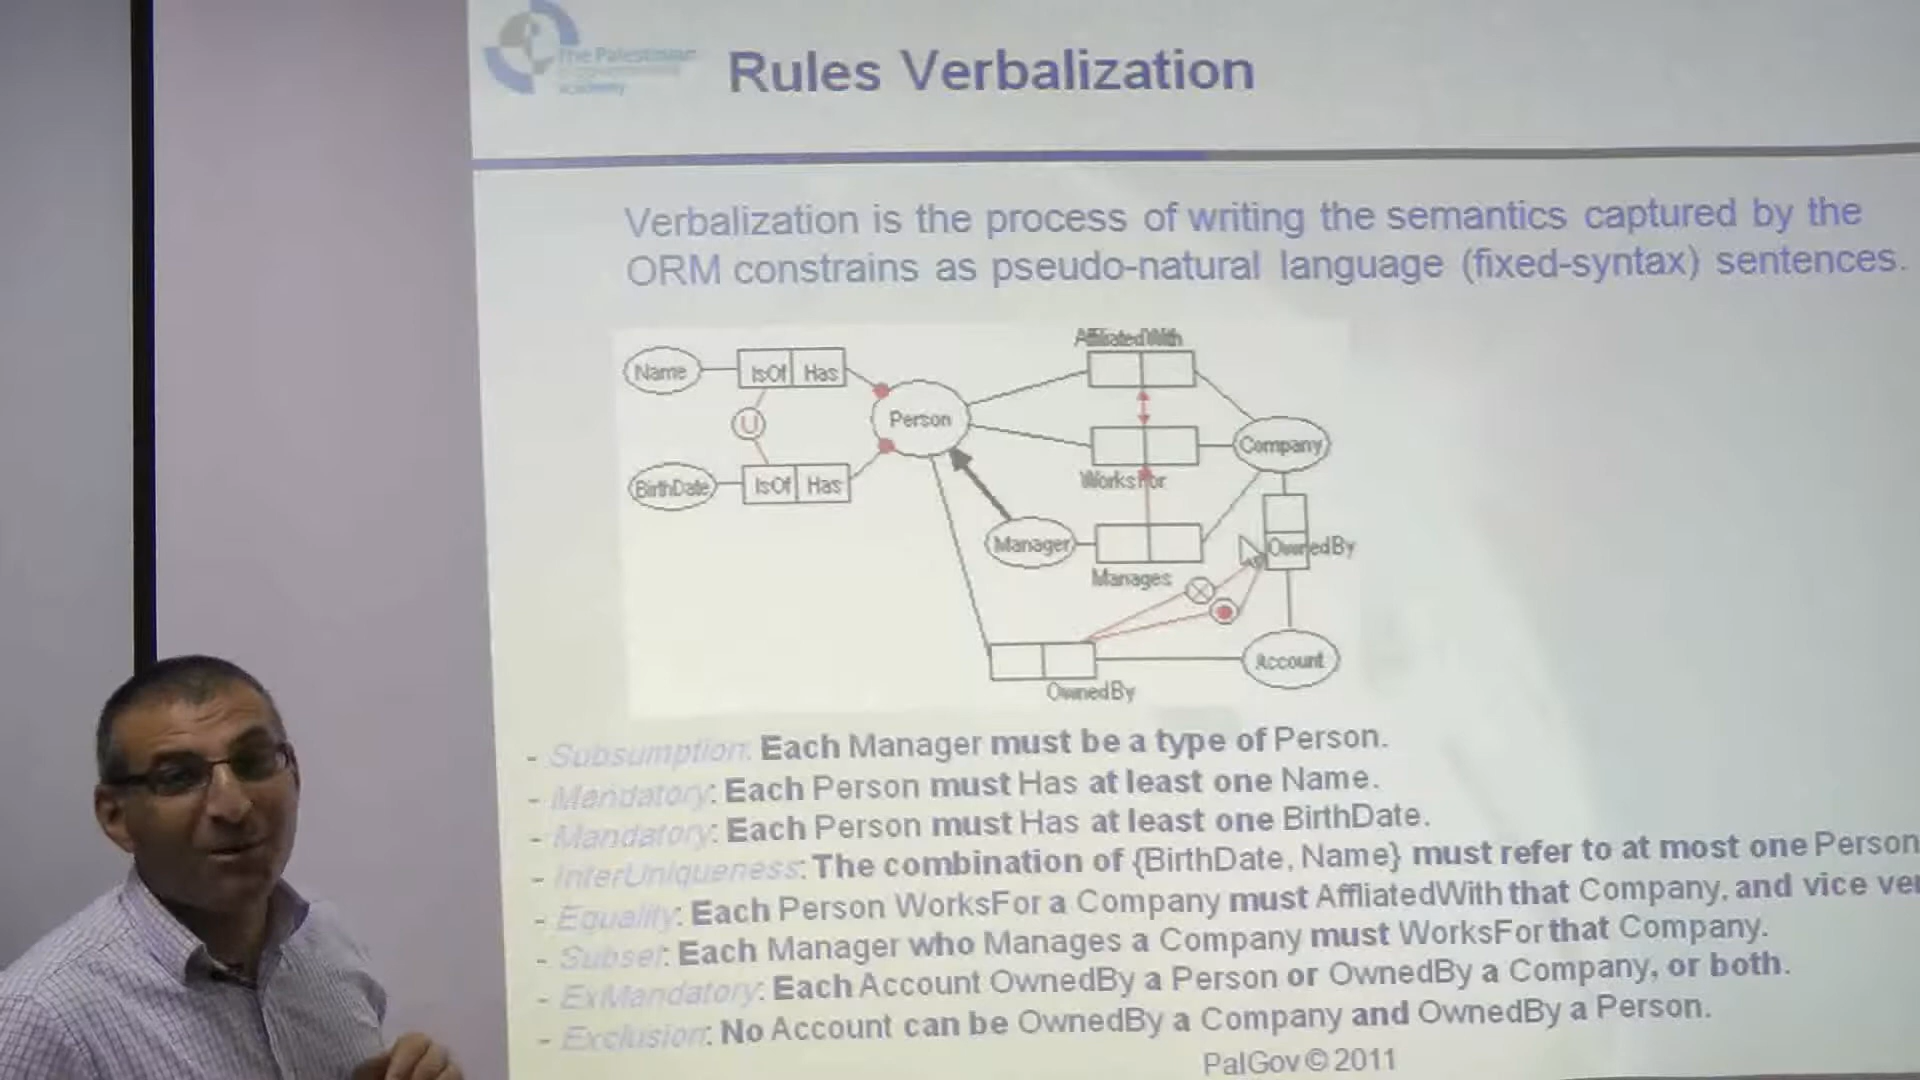 The Palestinian
Academy
Rules Verbalization
Verbalization is the process of writing the semantics captured by the
ORM constrains as pseudo-natural language (fixed-syntax) sentences.
AffiliatedWith
Name
IsOf Has
Person
U
Company
WorksFor
BirthDate
IsOf Has
Manager
Manages
OwnedBy
Account
OwnedBy
- Subsumption: Each Manager must be a type of Person.
- Mandatory: Each Person must Has at least one Name.
- Mandatory: Each Person must Has at least one BirthDate.
- InterUniqueness: The combination of {BirthDate, Name} must refer to at most one Person
- Equality: Each Person WorksFor a Company must AffliatedWith that Company, and vice ver
- Subset: Each Manager who Manages a Company must WorksFor that Company.
- ExMandatory: Each Account OwnedBy a Person or OwnedBy a Company, or both.
- Exclusion: No Account can be OwnedBy a Company and OwnedBy a Person.
PalGov © 2011